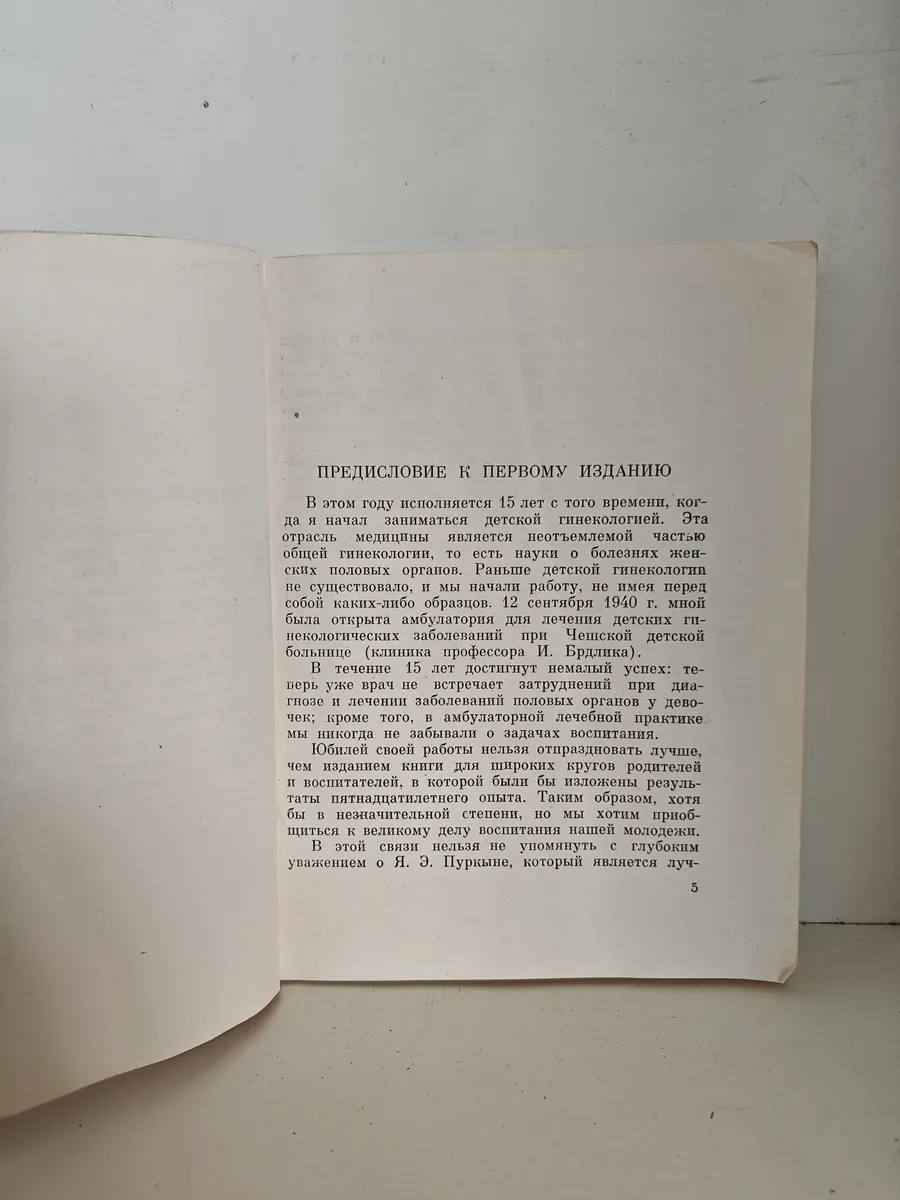 ПРЕДИСЛОВИЕ К ПЕРВОМУ ИЗДАНИЮ
В этом году исполняется 15 лет с того времени, ког-
да я начал заниматься детской гинекологией. Эта
отрасль медицины является неотъемлемой частью
общей гинекологии, то есть науки о болезнях жен-
ских половых органов. Раньше детской гинекологии
не существовало, и мы начали работу, не имея перед
собой каких-либо образцов. 12 сентября 1940 г. мной
была открыта амбулатория для лечения детских ги-
некологических заболеваний при Чешской детской
больнице (клиника профессора И. Брдлика).
В течение 15 лет достигнут немалый успех: те-
перь уже врач не встречает затруднений при диа-
гнозе и лечении заболеваний половых органов у дево-
чек; кроме того, в амбулаторной лечебной практике
мы никогда не забывали о задачах воспитания.
Юбилей своей работы нельзя отпраздновать лучше,
чем изданием книги для широких кругов родителей
и воспитателей, в которой были бы изложены резуль-
таты пятнадцатилетнего опыта. Таким образом, хотя
бы в незначительной степени, но мы хотим приоб-
щиться к великому делу воспитания нашей молодежи.
В этой связи нельзя не упомянуть с глубоким
уважением о Я. Э. Пуркыне, который является луч-
5